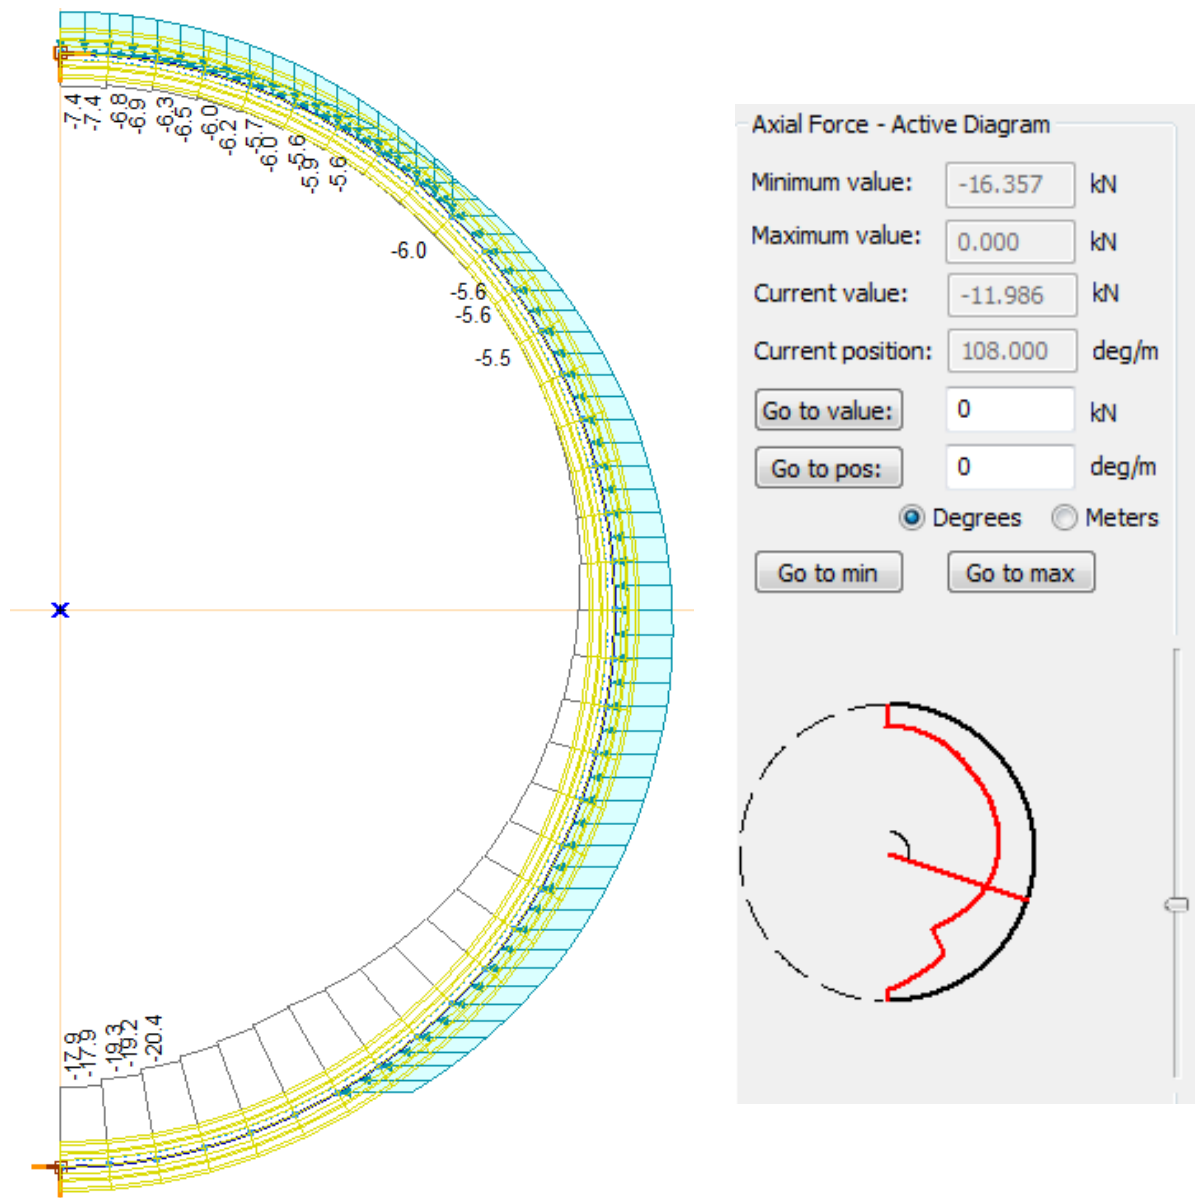 -7.4
-7.4
-6.8
-6.9
-6.3
-6.5
-6.0
-6.2
-5.7
-6.0
-5.6
-5.9
-5.6
-6.0
-5.6
-5.6
-5.5
-17.9
-17.9
-19.3
-19.2
-20.4
Axial Force - Active Diagram
Minimum value: -16.357 kN
Maximum value: 0.000 kN
Current value: -11.986 kN
Current position: 108.000 deg/m
Go to value: 0 kN
Go to pos: 0 deg/m
Degrees Meters
Go to min Go to max